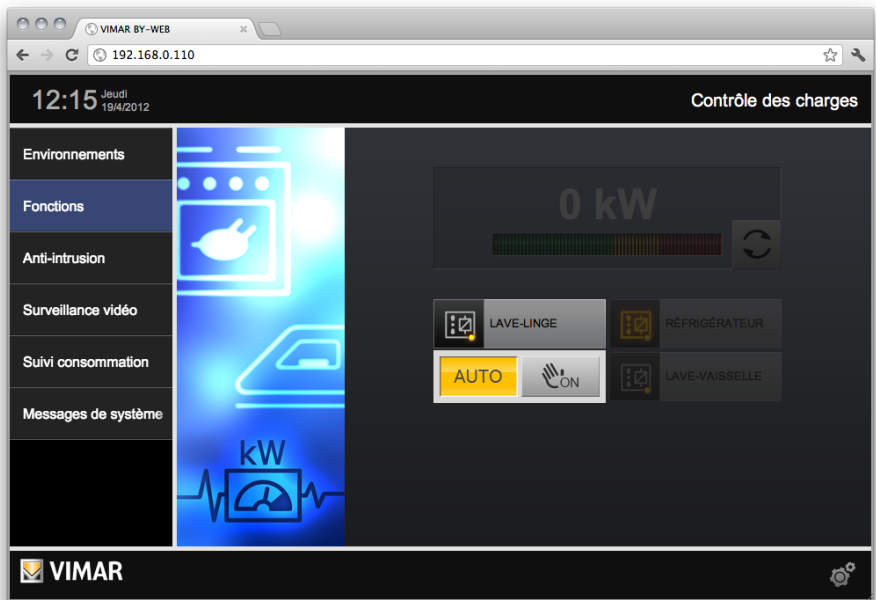 VIMAR BY-WEB
192.168.0.110
12:15 Jeudi
19/4/2012
Contrôle des charges
Environnements
Fonctions
Anti-intrusion
Surveillance vidéo
Suivi consommation
Messages de système
kW
0 kW
LAVE-LINGE
RÉFRIGÉRATEUR
AUTO
ON
LAVE-VAISSELLE
VIMAR